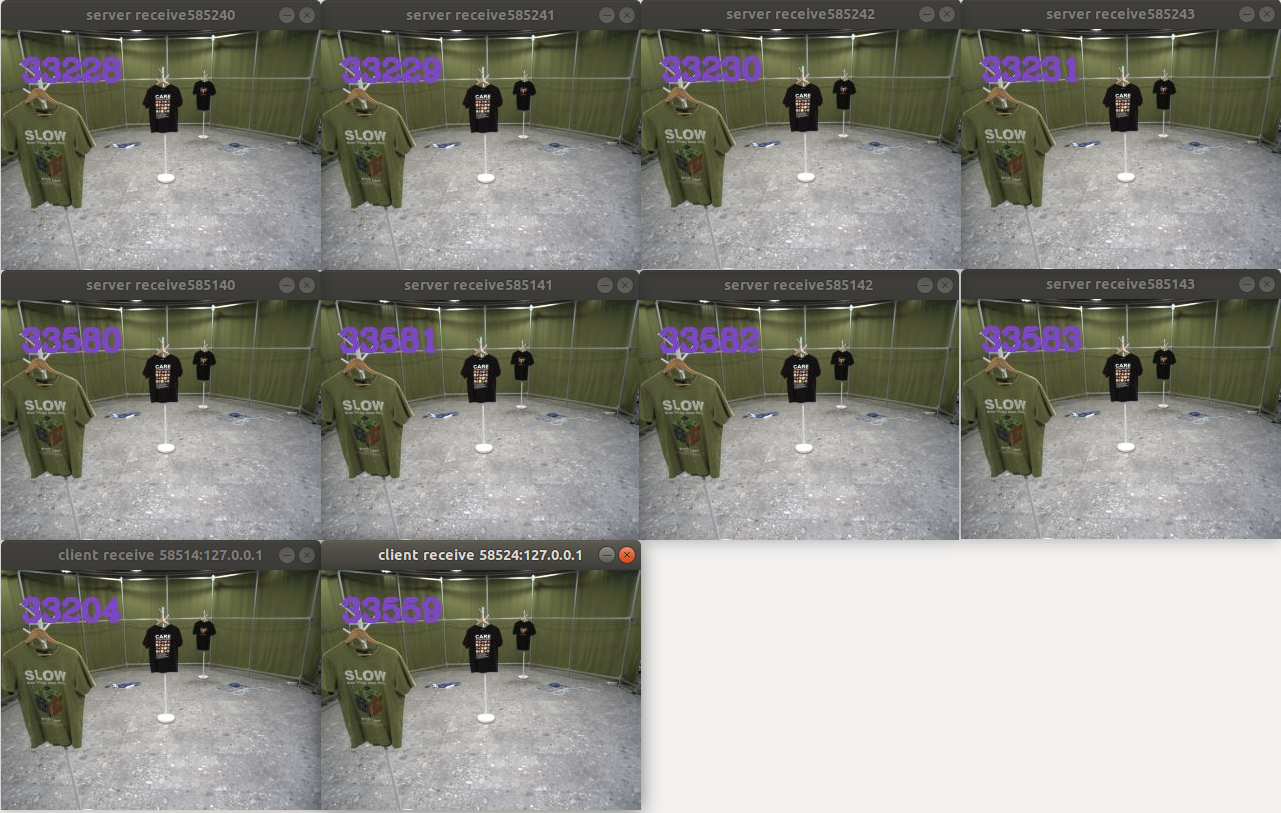 server receive585240
33228
CARE
SLOW
server receive585241
33229
CARE
SLOW
server receive585242
33230
CARE
SLOW
server receive585243
33231
CARE
SLOW
server receive585140
33580
CARE
SLOW
server receive585141
33581
CARE
SLOW
server receive585142
33582
CARE
SLOW
server receive585143
33583
CARE
SLOW
client receive 58514:127.0.0.1
33204
CARE
SLOW
client receive 58524:127.0.0.1
33559
CARE
SLOW